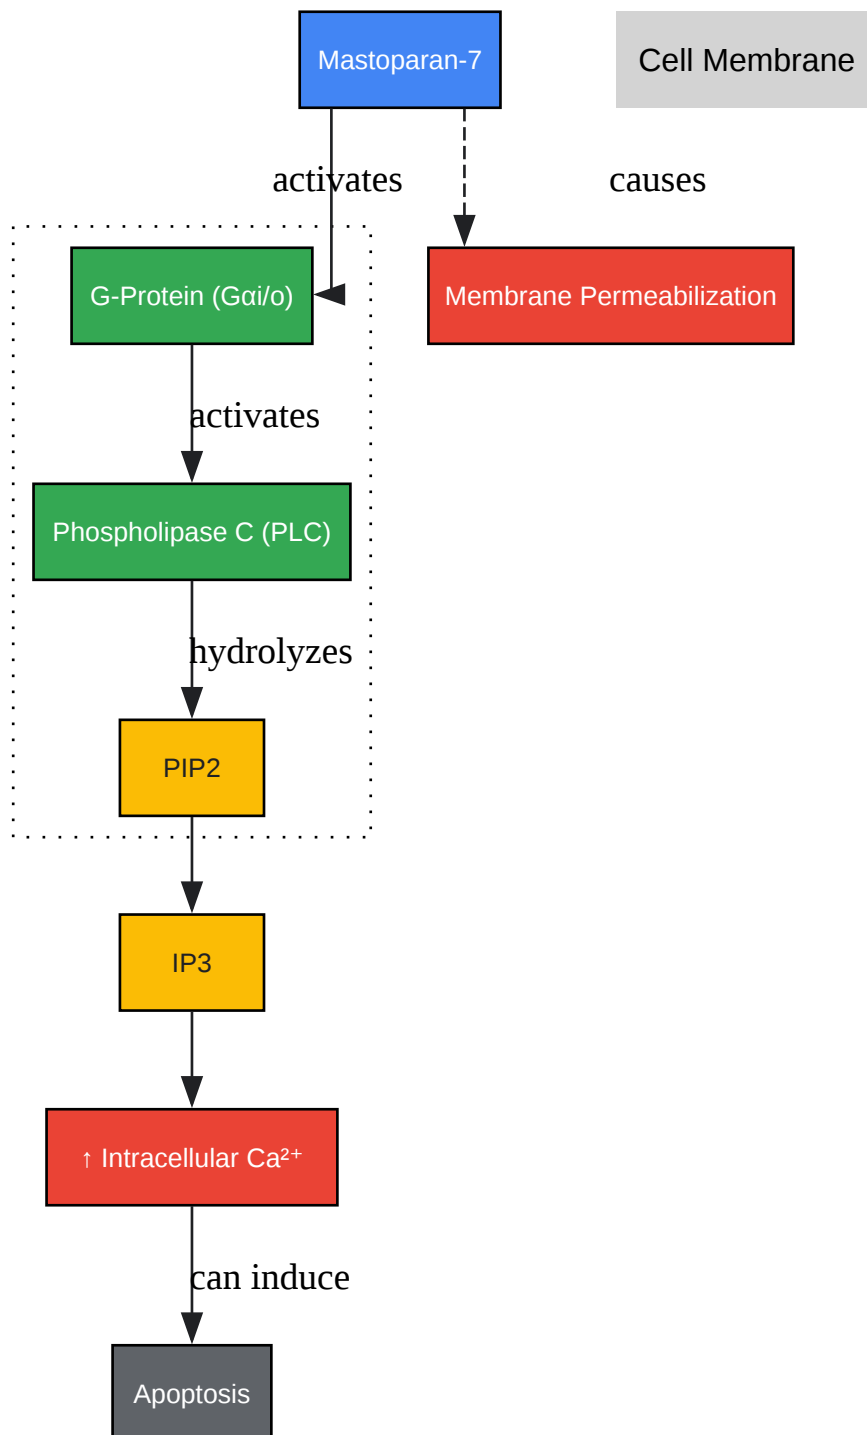 Mastoparan-7
Cell Membrane
activates
causes
G-Protein (Gαi/o)
Membrane Permeabilization
activates
Phospholipase C (PLC)
hydrolyzes
PIP2
IP3
↑ Intracellular Ca²⁺
can induce
Apoptosis